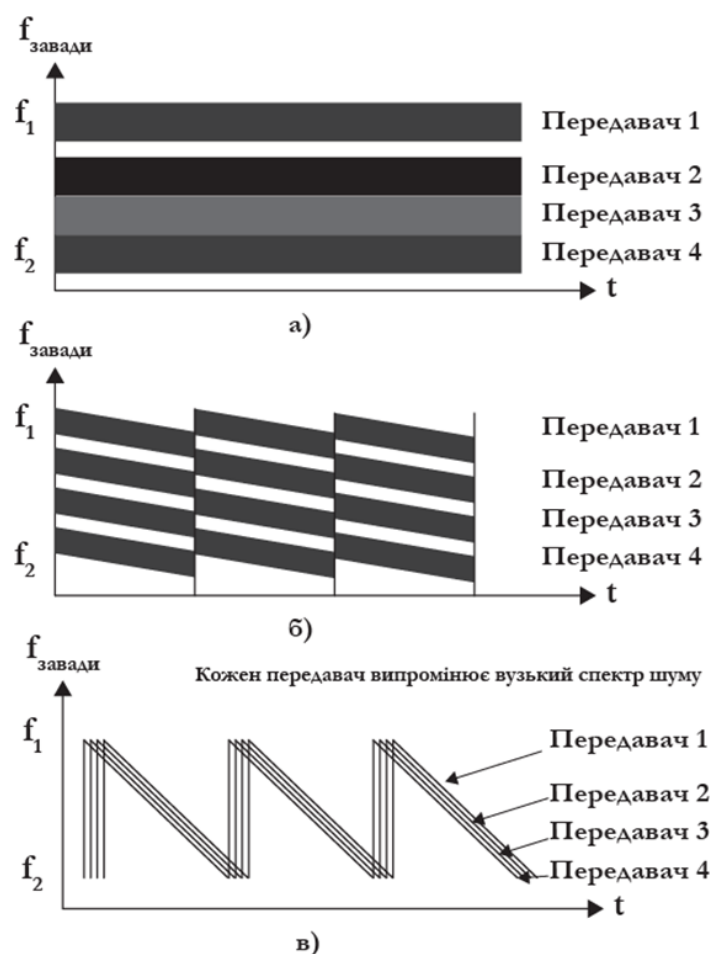 f завади
f1 Передавач 1
Передавач 2
Передавач 3
f2 Передавач 4
t
а)
f завади
f1 Передавач 1
Передавач 2
Передавач 3
f2 Передавач 4
t
б)
f завади
Кожен передавач випромінює вузький спектр шуму
f1 Передавач 1
Передавач 2
Передавач 3
f2 Передавач 4
t
в)